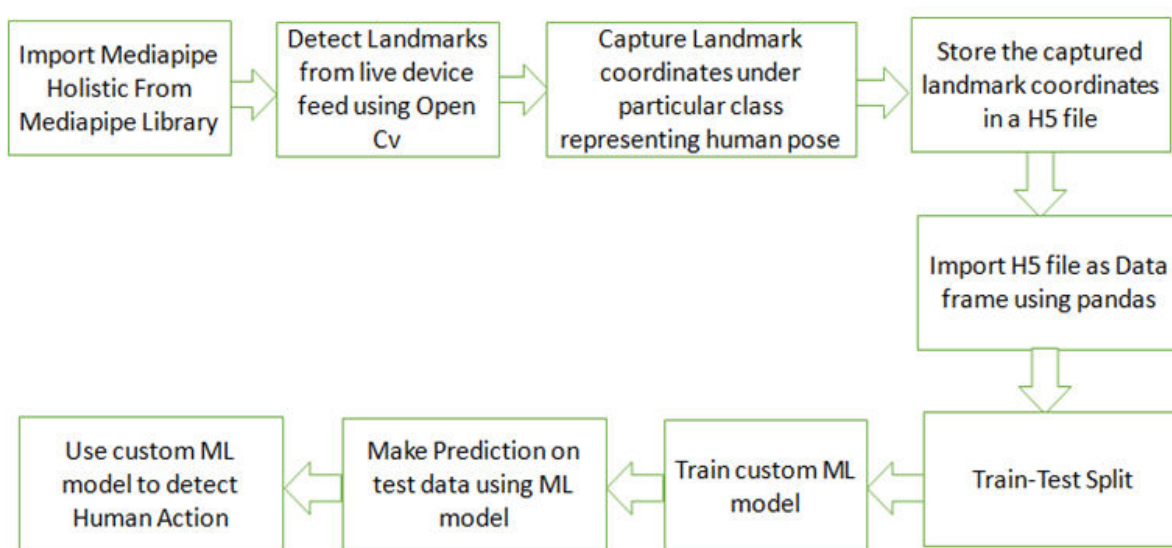 Import Mediapipe
Holistic From
Mediapipe Library
Detect Landmarks
from live device
feed using Open
Cv
Capture Landmark
coordinates under
particular class
representing human pose
Store the captured
landmark coordinates
in a H5 file
Import H5 file as Data
frame using pandas
Train-Test Split
Train custom ML
model
Make Prediction on
test data using ML
model
Use custom ML
model to detect
Human Action